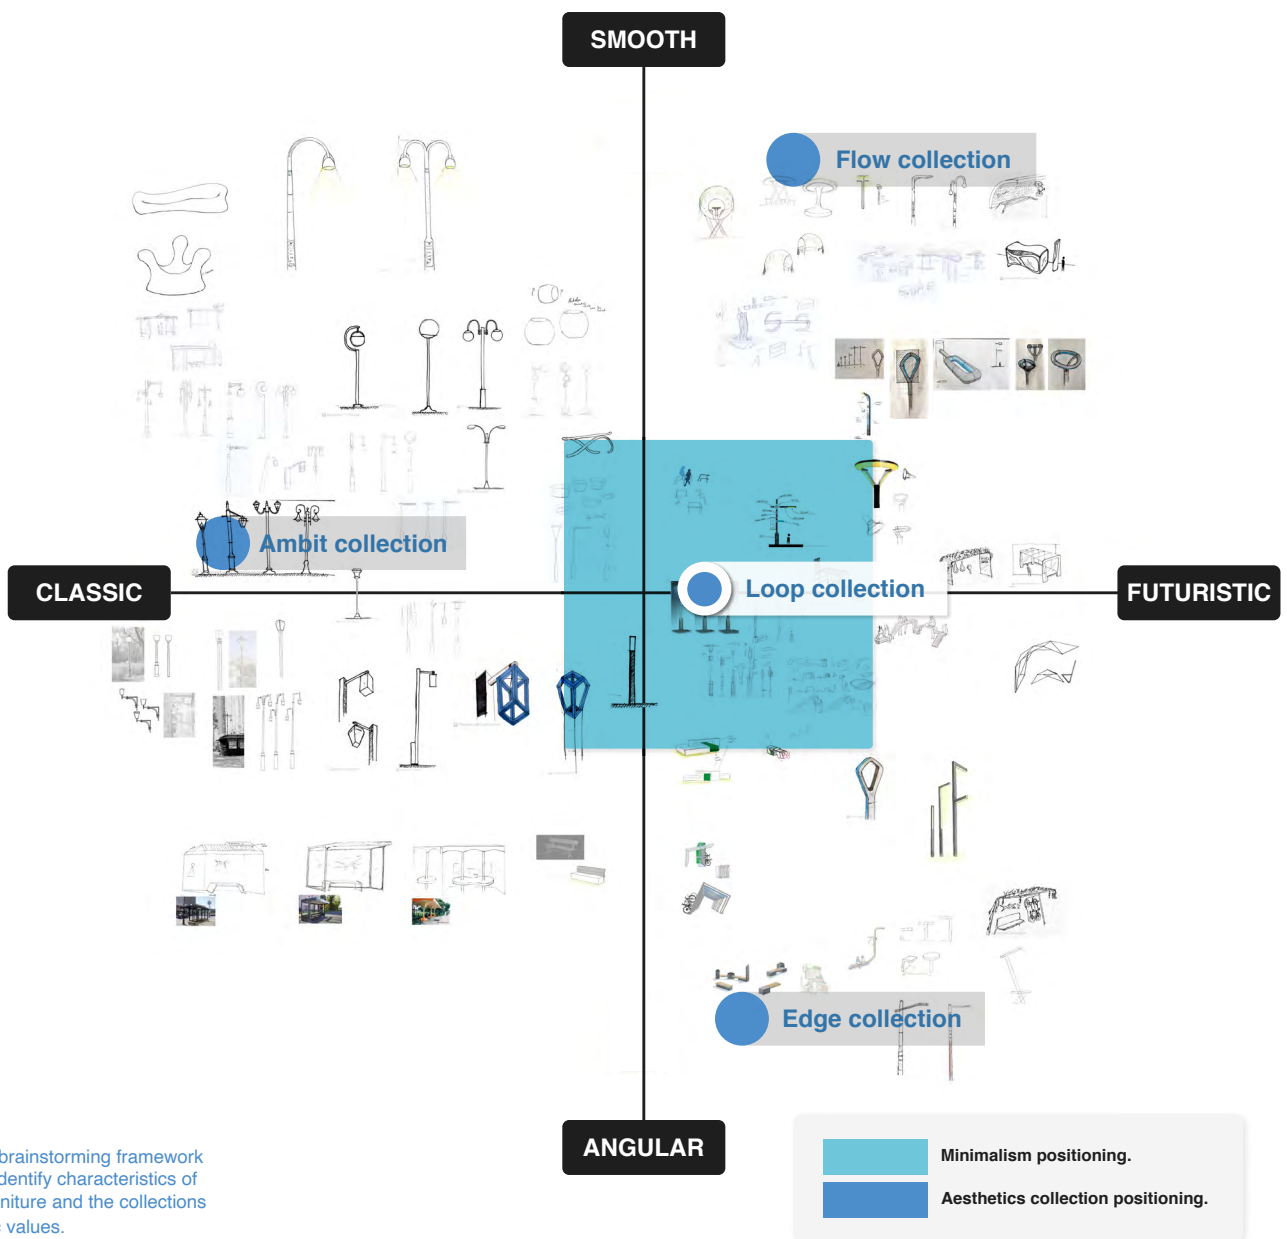 SMOOTH
Flow collection
Ambit collection
CLASSIC
Loop collection
FUTURISTIC
Edge collection
ANGULAR
brainstorming framework
dentify characteristics of
niture and the collections
values.
Minimalism positioning.
Aesthetics collection positioning.